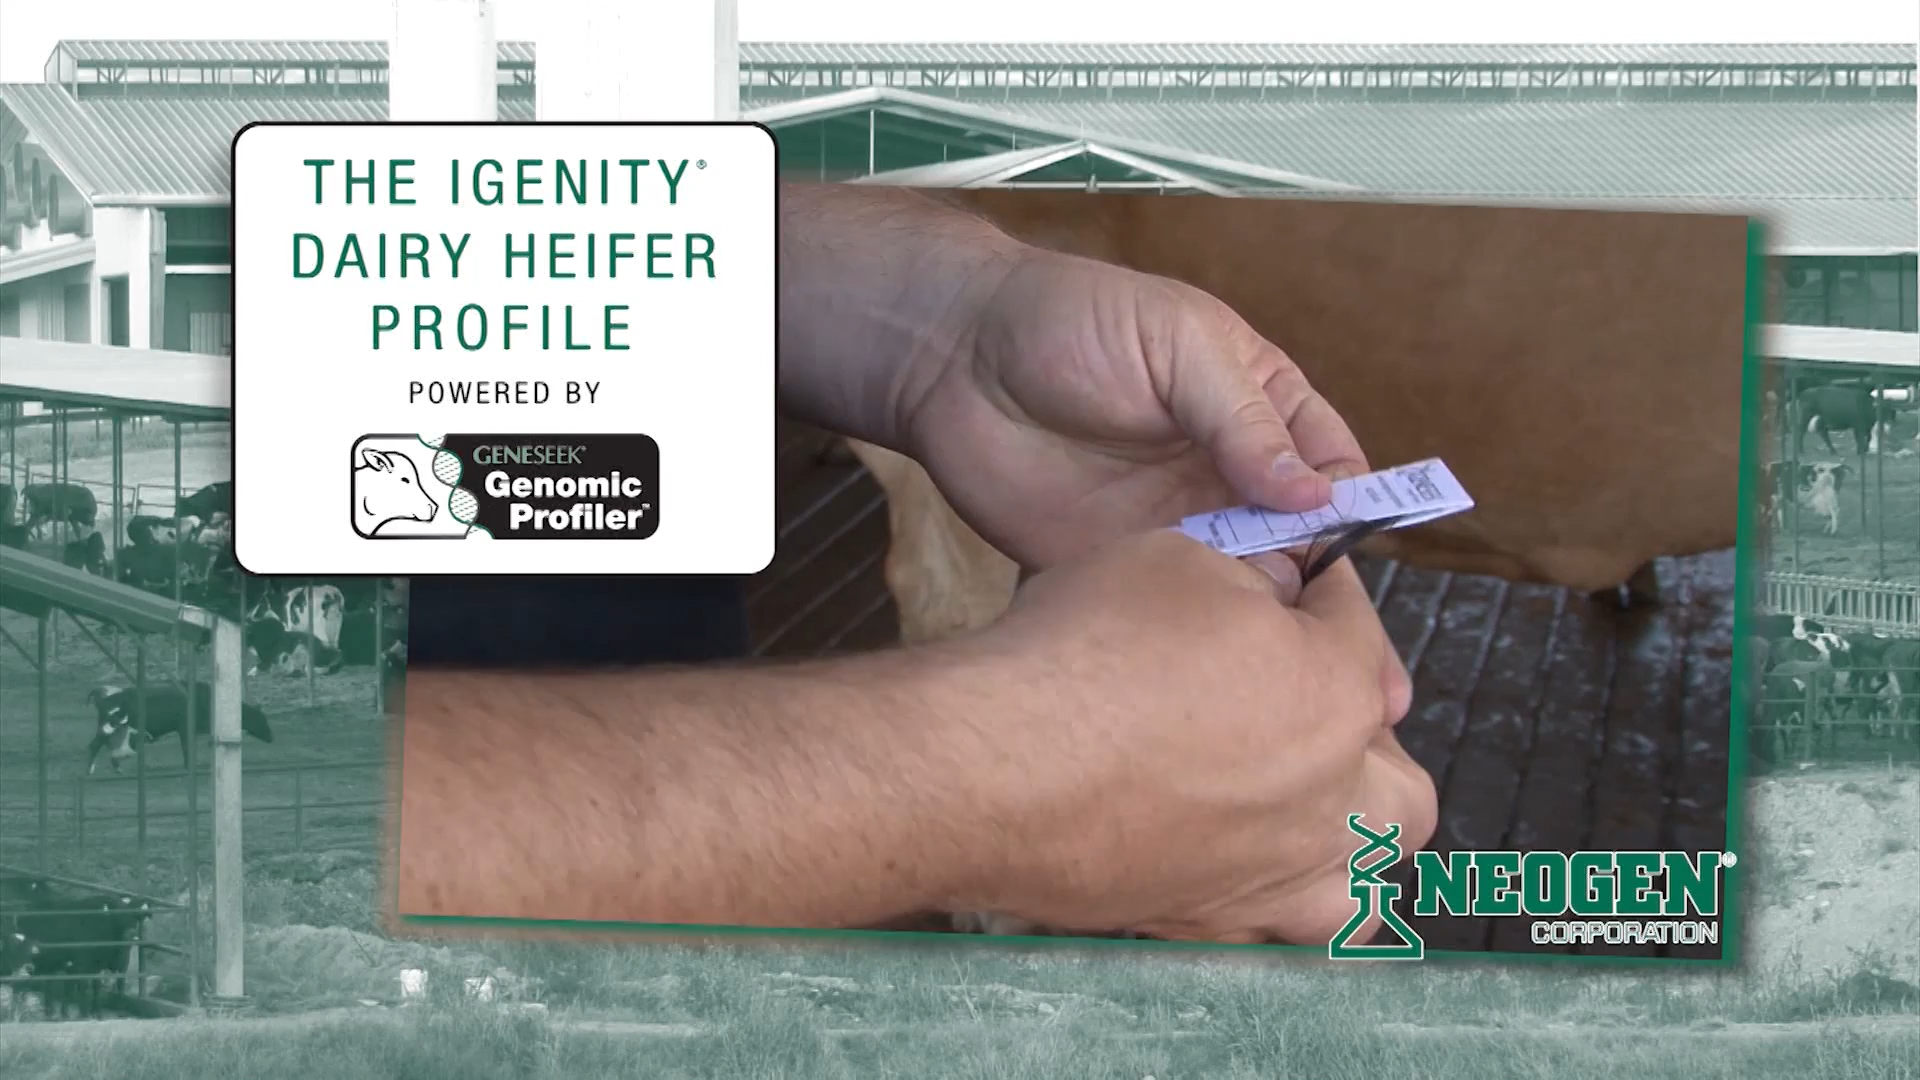 THE IGENITY®
DAIRY HEIFER
PROFILE
POWERED BY
GENESEEK®
Genomic
Profiler™
NEOGEN®
CORPORATION